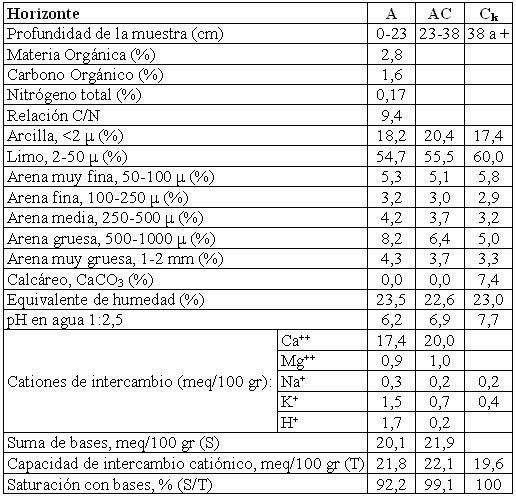 Horizonte A AC Ck
Profundidad de la muestra (cm) 0-23 23-38 38 a +
Materia Orgánica (%) 2,8
Carbono Orgánico (%) 1,6
Nitrógeno total (%) 0,17
Relación C/N 9,4
Arcilla, <2 μ (%) 18,2 20,4 17,4
Limo, 2-50 μ (%) 54,7 55,5 60,0
Arena muy fina, 50-100 μ (%) 5,3 5,1 5,8
Arena fina, 100-250 μ (%) 3,2 3,0 2,9
Arena media, 250-500 μ (%) 4,2 3,7 3,2
Arena gruesa, 500-1000 μ (%) 8,2 6,4 5,0
Arena muy gruesa, 1-2 mm (%) 4,3 3,7 3,3
Calcáreo, CaCO3 (%) 0,0 0,0 7,4
Equivalente de humedad (%) 23,5 22,6 23,0
pH en agua 1:2,5 6,2 6,9 7,7
Cationes de intercambio (meq/100 gr):
Ca++ 17,4 20,0
Mg++ 0,9 1,0
Na+ 0,3 0,2 0,2
K+ 1,5 0,7 0,4
H+ 1,7 0,2
Suma de bases, meq/100 gr (S) 20,1 21,9
Capacidad de intercambio catiónico, meq/100 gr (T) 21,8 22,1 19,6
Saturación con bases, % (S/T) 92,2 99,1 100